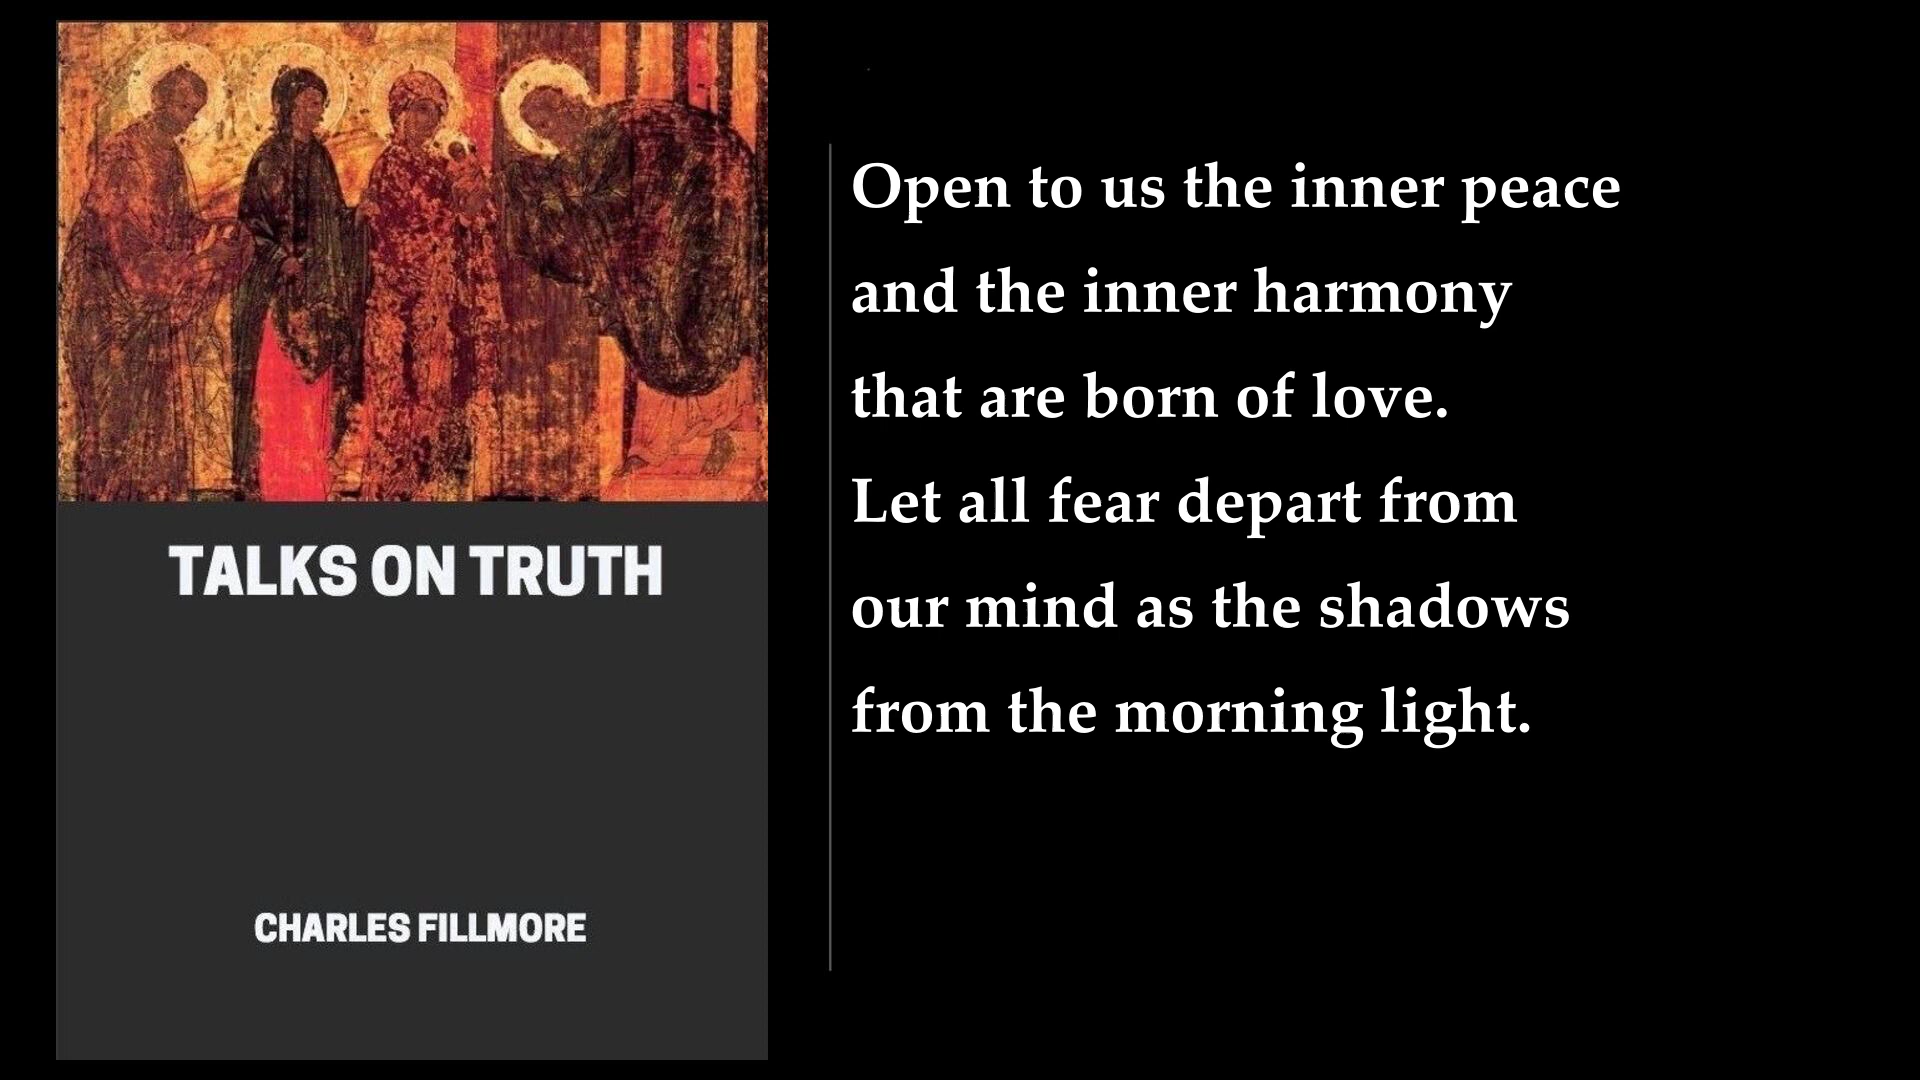 TALKS ON TRUTH
CHARLES FILLMORE
Open to us the inner peace
and the inner harmony
that are born of love.
Let all fear depart from
our mind as the shadows
from the morning light.